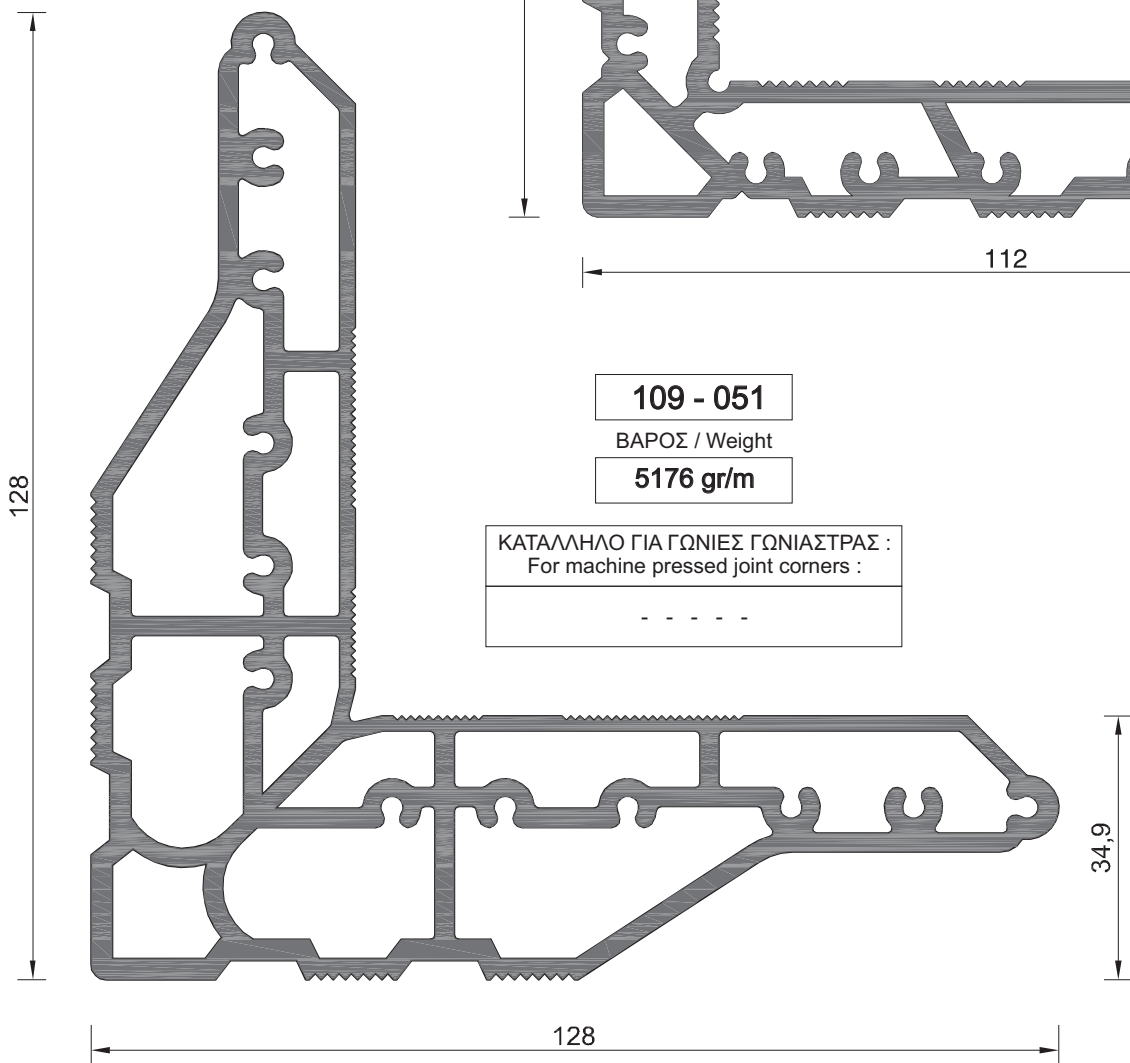 112
109 - 051
ΒΑΡΟΣ / Weight
5176 gr/m
ΚΑΤΑΛΛΗΛΟ ΓΙΑ ΓΩΝΙΕΣ ΓΩΝΙΑΣΤΡΑΣ :
For machine pressed joint corners :
- - - - -
128
34,9
128